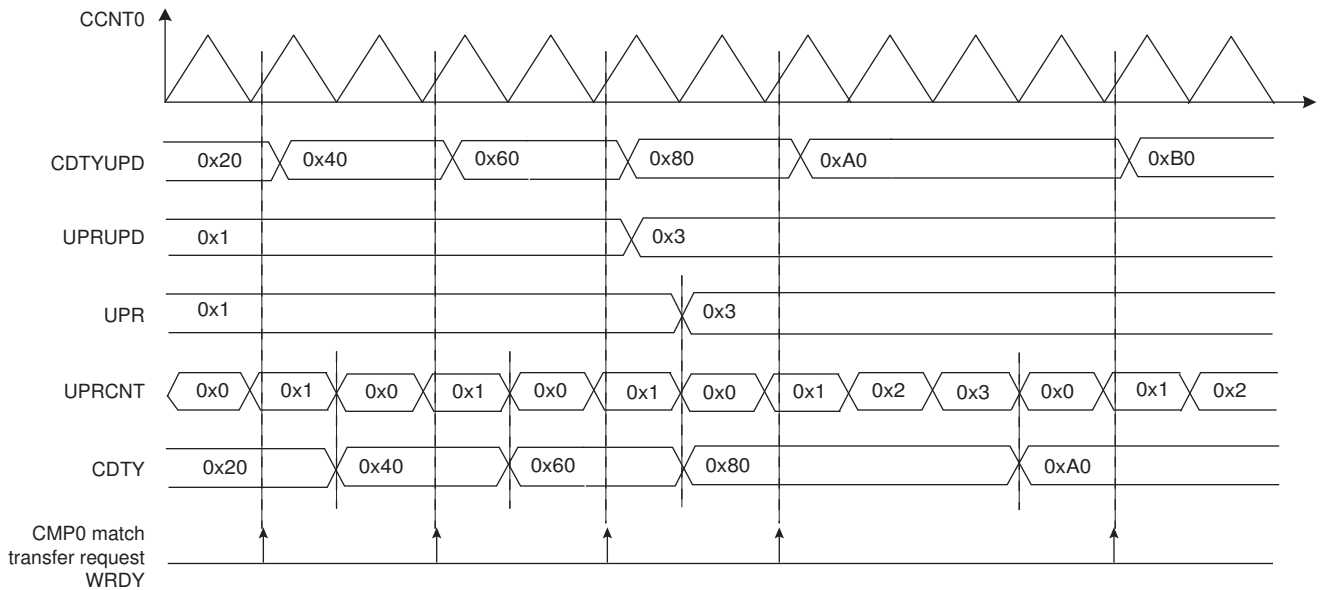 CCNT0
CDTYUPD 0x20 0x40 0x60 0x80 0xA0 0xB0
UPRUPD 0x1 0x3
UPR 0x1 0x3
UPRCNT 0x0 0x1 0x0 0x1 0x0 0x1 0x0 0x1 0x2 0x3 0x0 0x1 0x2
CDTY 0x20 0x40 0x60 0x80 0xA0
CMP0 match
transfer request
WRDY